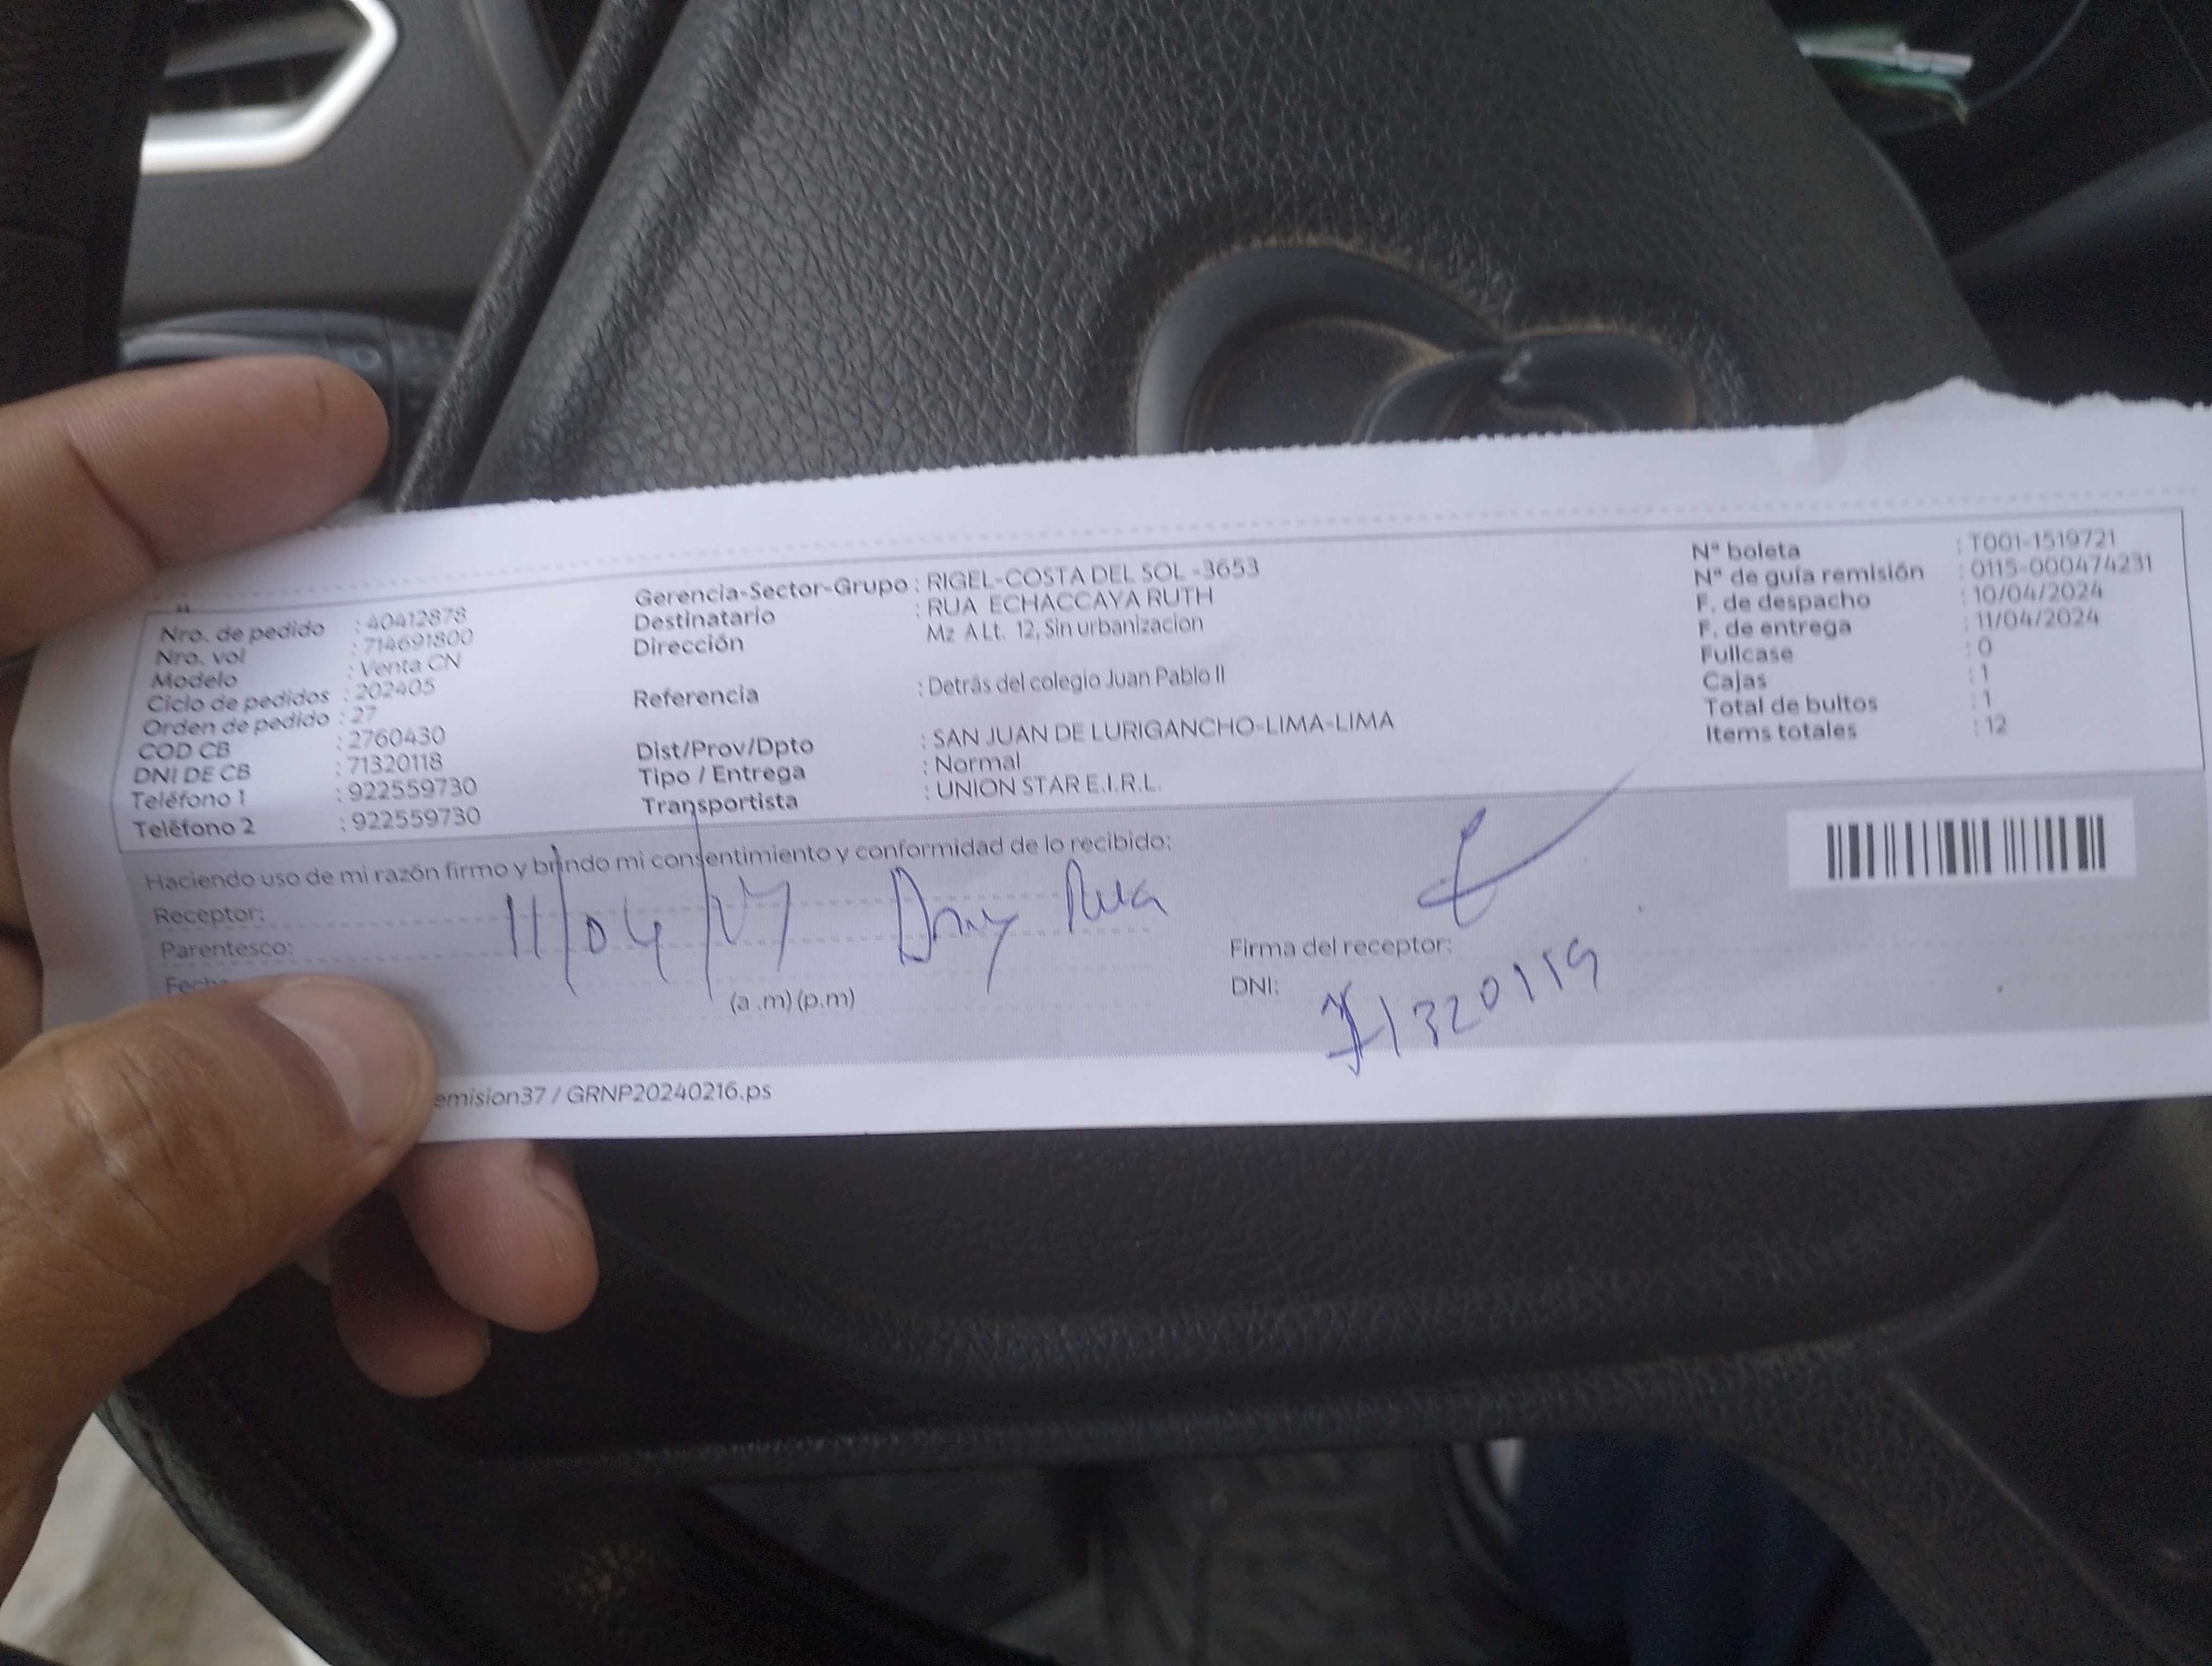 Nro. de pedido : 40412878
Nro. vol : 714691800
Modelo : Venta CN
Ciclo de pedidos : 202405
Orden de pedido : 27
COD CB : 2760430
DNI DE CB : 71320118
Teléfono 1 : 922559730
Teléfono 2 : 922559730
Gerencia-Sector-Grupo : RIGEL-COSTA DEL SOL -3653
Destinatario : RUA ECHACCAYA RUTH
Dirección Mz A Lt. 12, Sin urbanizacion
Referencia : Detrás del colegio Juan Pablo II
Dist/Prov/Dpto : SAN JUAN DE LURIGANCHO-LIMA-LIMA
Tipo / Entrega : Normal
Transportista : UNION STAR E.I.R.L.
N° boleta : T001-1519721
N° de guía remisión : 0115-000474231
F. de despacho : 10/04/2024
F. de entrega : 11/04/2024
Fullcase : 0
Cajas : 1
Total de bultos : 1
Items totales : 12
Haciendo uso de mi razón firmo y brindo mi consentimiento y conformidad de lo recibido:
Receptor:
Parentesco: 11/04/ Rua
Fecha
(a .m) (p.m)
Firma del receptor:
DNI: 71320119
emision37 / GRNP20240216.ps